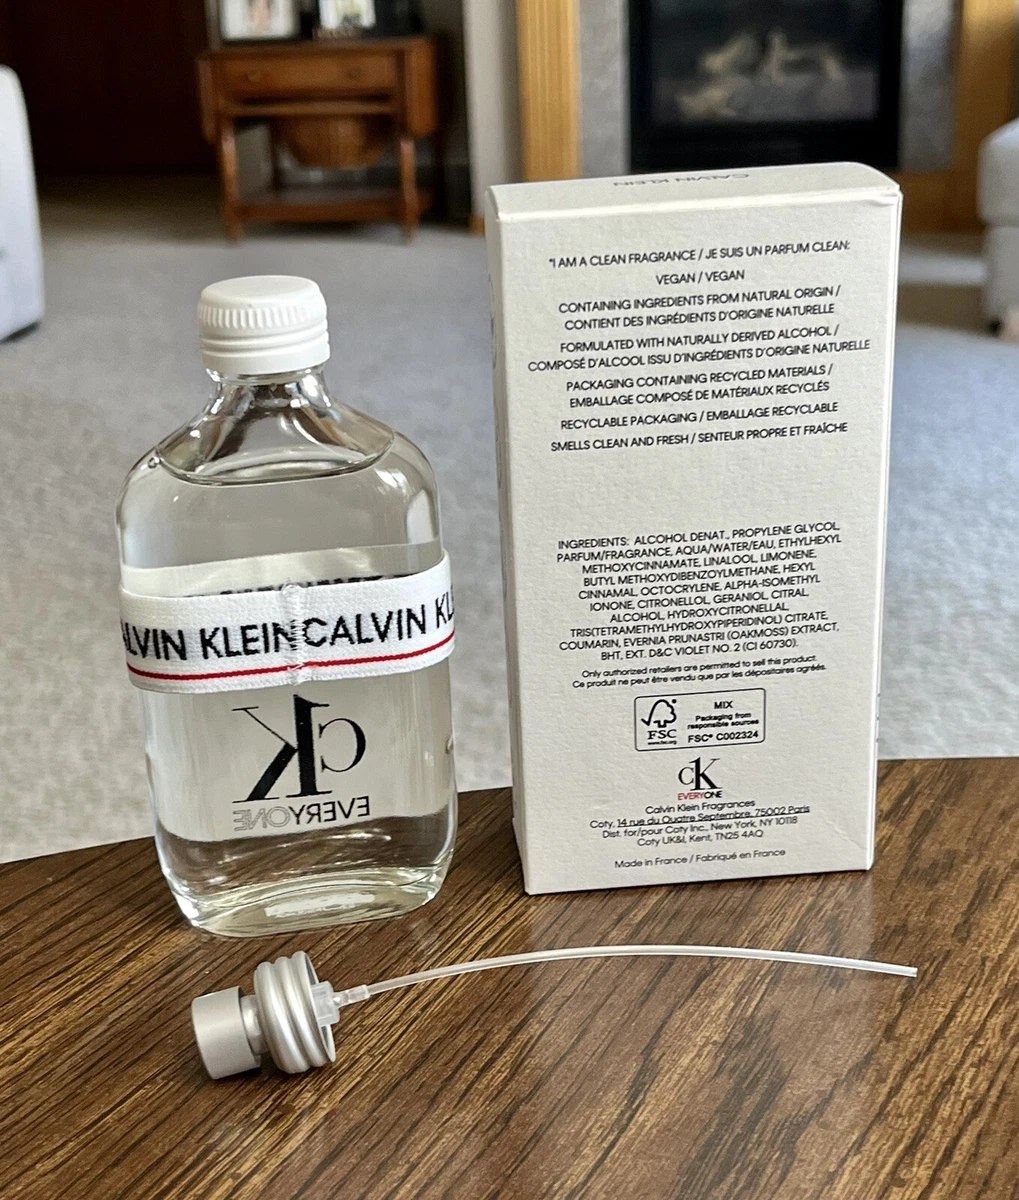 CALVIN KLEIN
"I AM A CLEAN FRAGRANCE / JE SUIS UN PARFUM CLEAN:
VEGAN / VEGAN
CONTAINING INGREDIENTS FROM NATURAL ORIGIN /
CONTIENT DES INGRÉDIENTS D'ORIGINE NATURELLE
FORMULATED WITH NATURALLY DERIVED ALCOHOL /
COMPOSÉ D'ALCOOL ISSU D'INGRÉDIENTS D'ORIGINE NATURELLE
PACKAGING CONTAINING RECYCLED MATERIALS /
EMBALLAGE COMPOSÉ DE MATÉRIAUX RECYCLÉS
RECYCLABLE PACKAGING / EMBALLAGE RECYCLABLE
SMELLS CLEAN AND FRESH / SENTEUR PROPRE ET FRAÎCHE
INGREDIENTS: ALCOHOL DENAT., PROPYLENE GLYCOL,
PARFUM/FRAGRANCE, AQUA/WATER/EAU, ETHYLHEXYL
METHOXYCINNAMATE, LINALOOL, LIMONENE,
BUTYL METHOXYDIBENZOYLMETHANE, HEXYL
CINNAMAL, OCTOCRYLENE, ALPHA-ISOMETHYL
IONONE, CITRONELLOL, GERANIOL, CITRAL,
ALCOHOL, HYDROXYCITRONELLAL,
TRIS(TETRAMETHYLHYDROXYPIPERIDINOL) CITRATE,
COUMARIN, EVERNIA PRUNASTRI (OAKMOSS) EXTRACT,
BHT, EXT. D&C VIOLET NO. 2 (CI 60730).
Only authorized retailers are permitted to sell this product.
Ce produit ne peut être vendu que par les dépositaires agréés.
FSC
www.fsc.org
MIX
Packaging from
responsible sources
FSC® C002324
cK
EVERYONE
Calvin Klein Fragrances
Coty, 14 rue du Quatre Septembre, 75002 Paris
Dist. for/pour Coty Inc., New York, NY 10118
Coty UK&I, Kent, TN25 4AQ
Made in France / Fabriqué en France
ALVIN KLEIN CALVIN KL
cK
EVERYONE